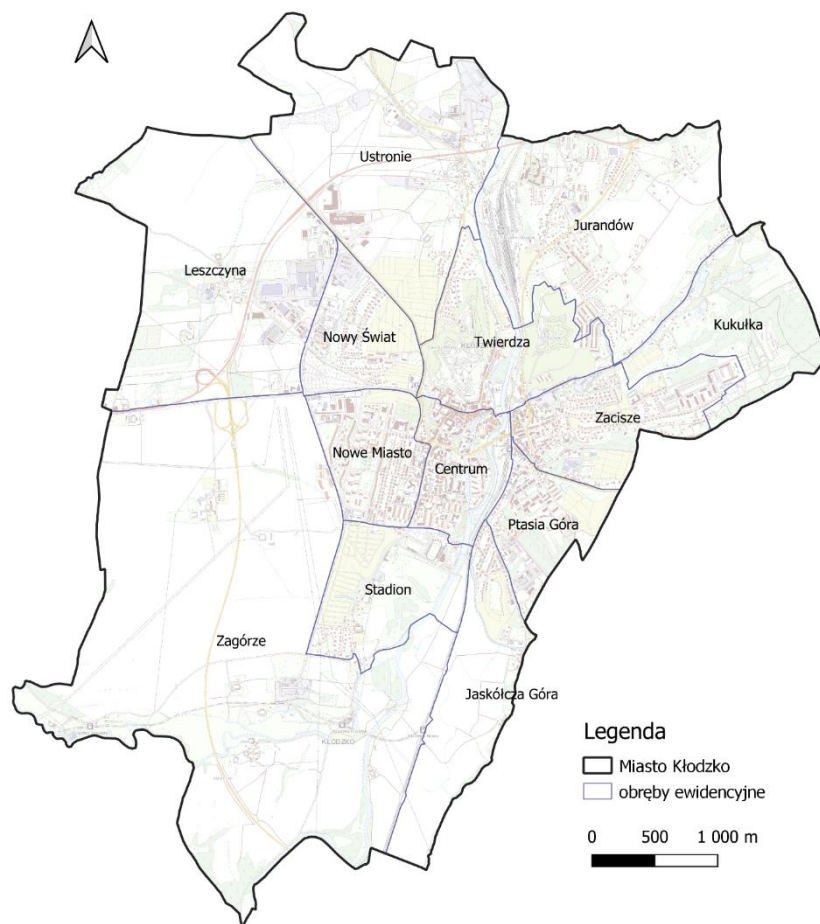 Ustronie
Jurandów
Leszczyna
Kukułka
Nowy Świat
Twierdza
Zacisze
Nowe Miasto
Centrum
Ptasia Góra
Stadion
Zagórze
Jaskółcza Góra
KŁODZKO
Legenda
Miasto Kłodzko
obręby ewidencyjne
0 500 1 000 m